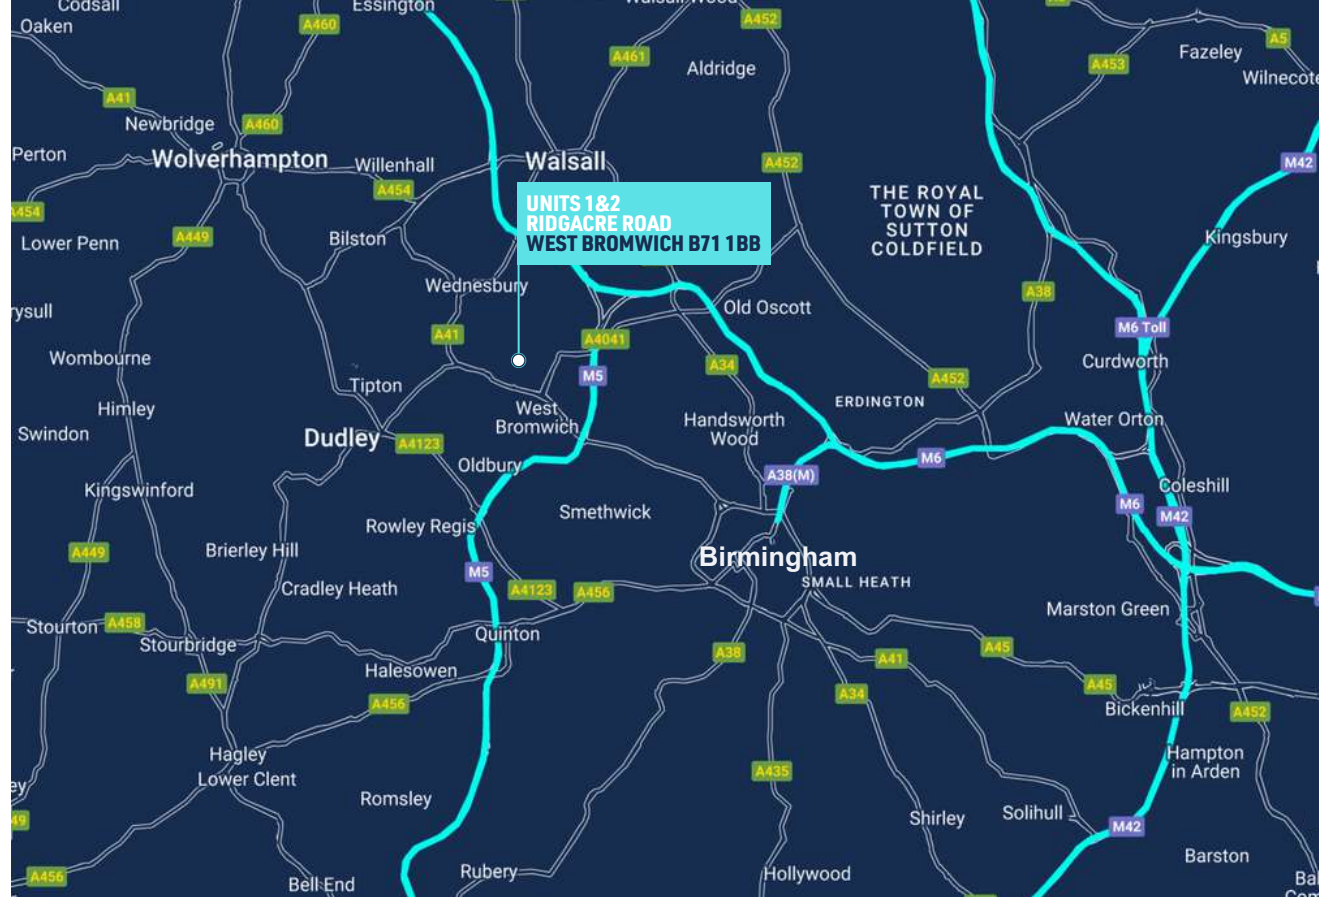 Codsall
Essington
A452
Oaken
A460
A461
Aldridge
A453
A5
Fazeley
Wilnecote
A41
Newbridge
A460
Perton
Wolverhampton
Willenhall
Walsall
A452
M42
A454
A454
UNITS 1&2
RIDGACRE ROAD
WEST BROMWICH B71 1BB
THE ROYAL
TOWN OF
SUTTON
COLDFIELD
Lower Penn
A449
Bilston
Kingsbury
Wednesbury
A38
Old Oscott
rysull
M6 Toll
A41
A4041
Wombourne
A34
Curdworth
M5
A452
Tipton
ERDINGTON
Himley
West
Bromwich
Handsworth
Wood
Water Orton
Swindon
Dudley
A4123
M6
Oldbury
A38(M)
Kingswinford
Coleshill
M6
M42
Smethwick
Rowley Regis
A449
Brierley Hill
Birmingham
M5
SMALL HEATH
Cradley Heath
A4123
A456
Marston Green
Stourton
A458
Quinton
Stourbridge
A38
A41
A45
Halesowen
A491
A34
A45
A456
Bickenhill
A452
Hagley
Lower Clent
Hampton
in Arden
A435
ey
Romsley
Shirley
Solihull
49
M42
Barston
A456
Bell End
Rubery
Hollywood
Bal